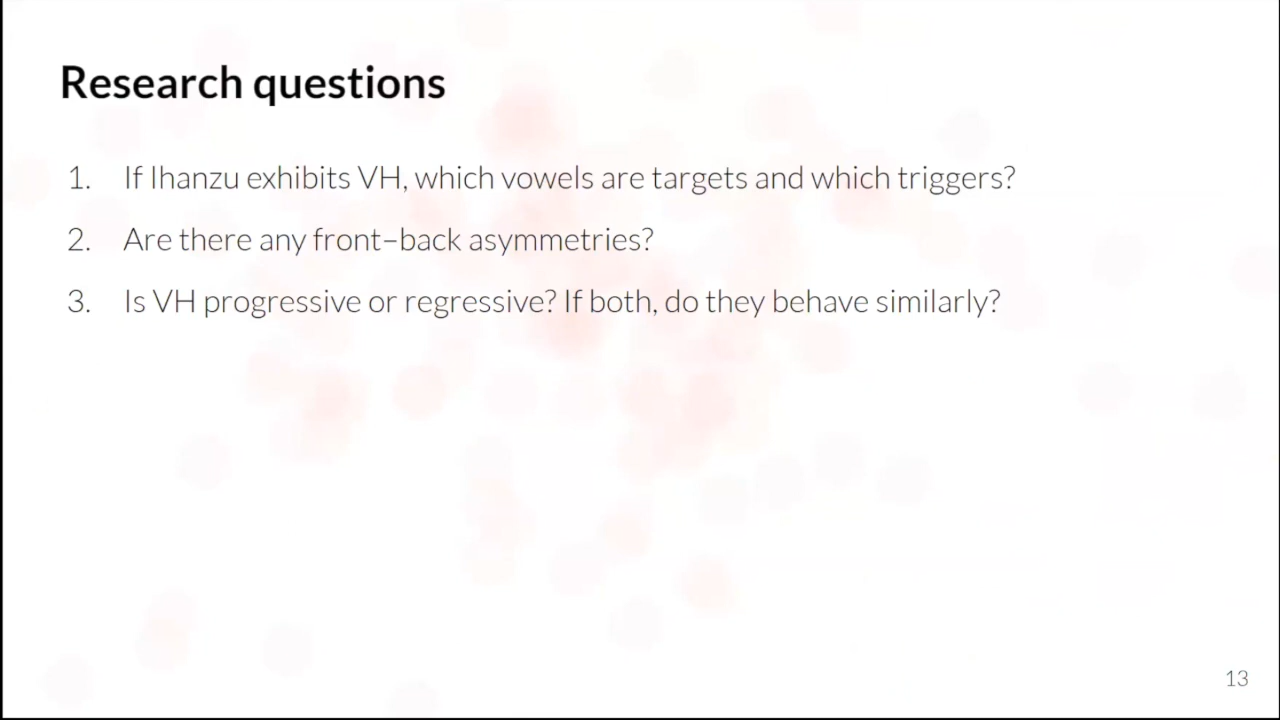 Research questions
1. If Ihanzu exhibits VH, which vowels are targets and which triggers?
2. Are there any front–back asymmetries?
3. Is VH progressive or regressive? If both, do they behave similarly?
13